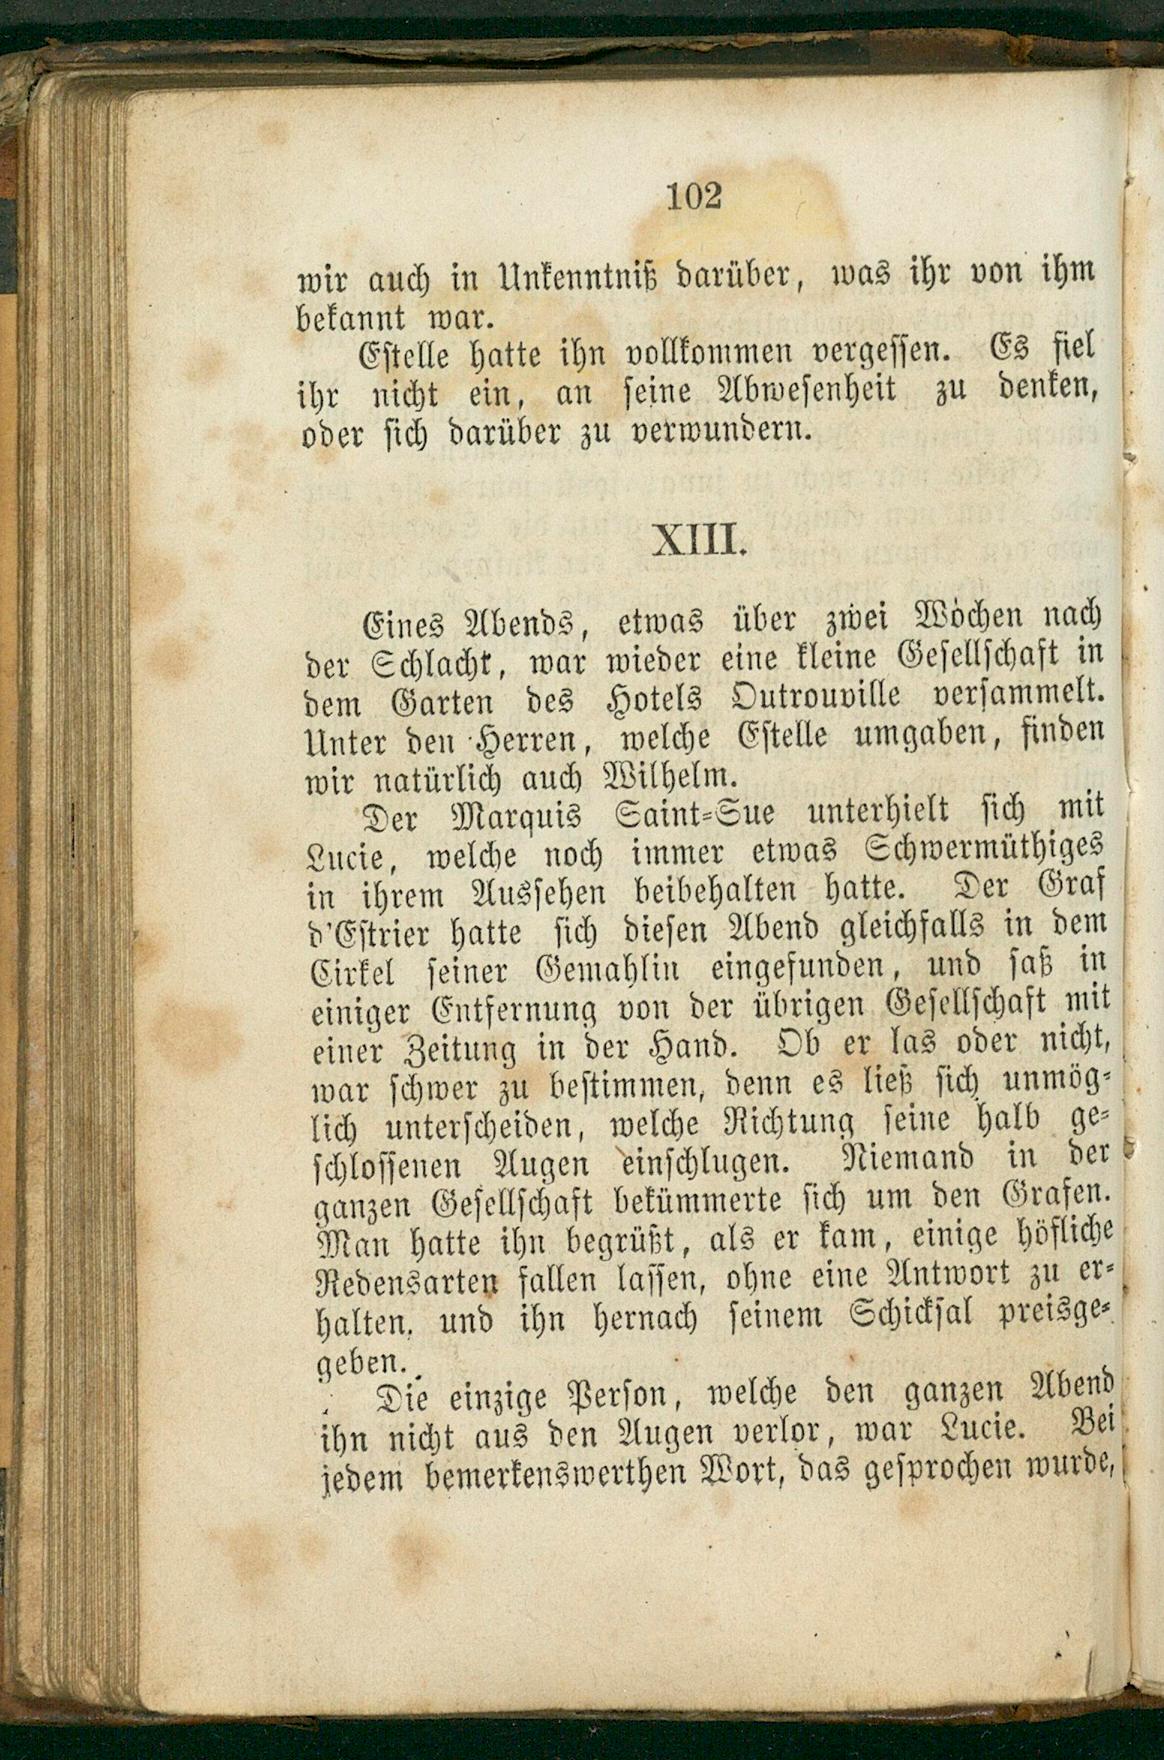 102
wir auch in Unkenntniß darüber, was ihr von ihm
bekannt war.
Estelle hatte ihn vollkommen vergessen. Es fiel
ihr nicht ein, an seine Abwesenheit zu denken,
oder sich darüber zu verwundern.
XIII.
Eines Abends, etwas über zwei Wochen nach
der Schlacht, war wieder eine kleine Gesellschaft in
dem Garten des Hotels Outrouville versammelt.
Unter den Herren, welche Estelle umgaben, finden
wir natürlich auch Wilhelm.
Der Marquis Saint-Sue unterhielt sich mit
Lucie, welche noch immer etwas Schwermüthiges
in ihrem Aussehen beibehalten hatte. Der Graf
d'Estrier hatte sich diesen Abend gleichfalls in dem
Cirkel seiner Gemahlin eingefunden, und saß in
einiger Entfernung von der übrigen Gesellschaft mit
einer Zeitung in der Hand. Ob er las oder nicht,
war schwer zu bestimmen, denn es ließ sich unmög-
lich unterscheiden, welche Richtung seine halb ge-
schlossenen Augen einschlugen. Niemand in der
ganzen Gesellschaft bekümmerte sich um den Grafen.
Man hatte ihn begrüßt, als er kam, einige höfliche
Redensarten fallen lassen, ohne eine Antwort zu er-
halten, und ihn hernach seinem Schicksal preisge-
geben.
Die einzige Person, welche den ganzen Abend
ihn nicht aus den Augen verlor, war Lucie. Bei
jedem bemerkenswerthen Wort, das gesprochen wurde,